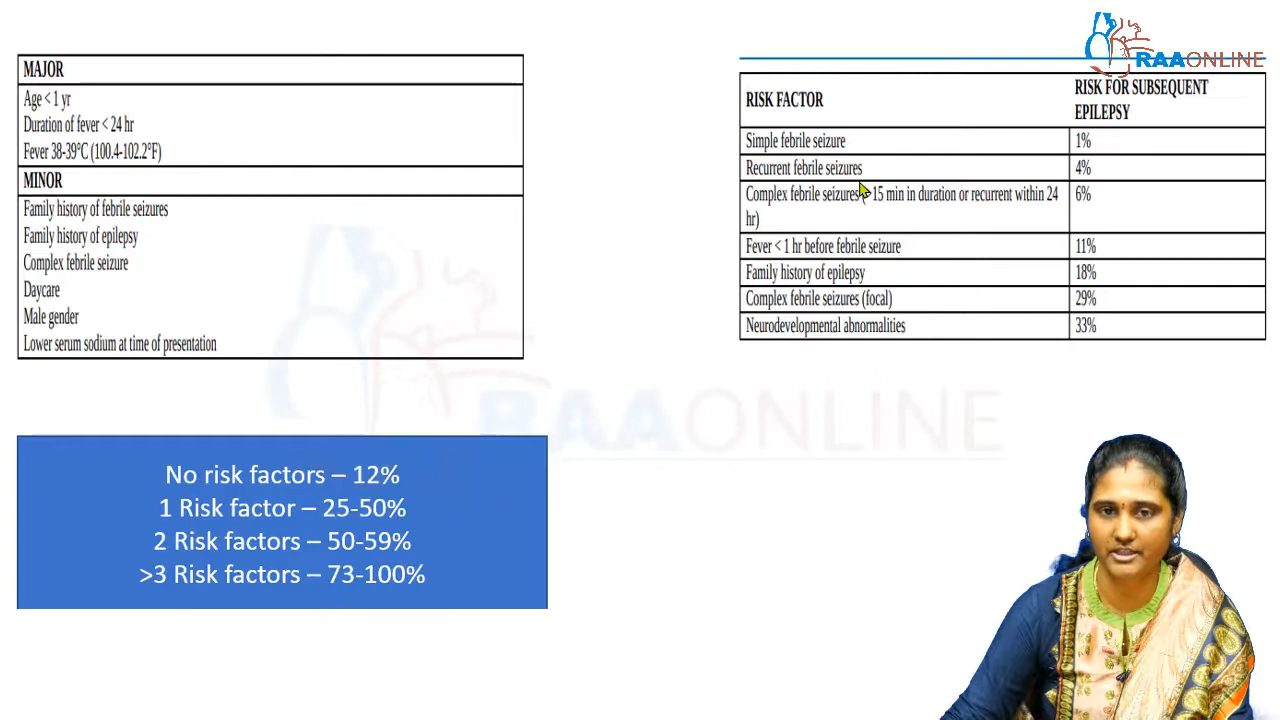 RAAONLINE
MAJOR
Age < 1 yr
Duration of fever < 24 hr
Fever 38-39°C (100.4-102.2°F)
MINOR
Family history of febrile seizures
Family history of epilepsy
Complex febrile seizure
Daycare
Male gender
Lower serum sodium at time of presentation
RISK FACTOR
RISK FOR SUBSEQUENT
EPILEPSY
Simple febrile seizure 1%
Recurrent febrile seizures 4%
Complex febrile seizures ( 15 min in duration or recurrent within 24 6%
hr)
Fever < 1 hr before febrile seizure 11%
Family history of epilepsy 18%
Complex febrile seizures (focal) 29%
Neurodevelopmental abnormalities 33%
RAAONLINE
No risk factors – 12%
1 Risk factor – 25-50%
2 Risk factors – 50-59%
>3 Risk factors – 73-100%